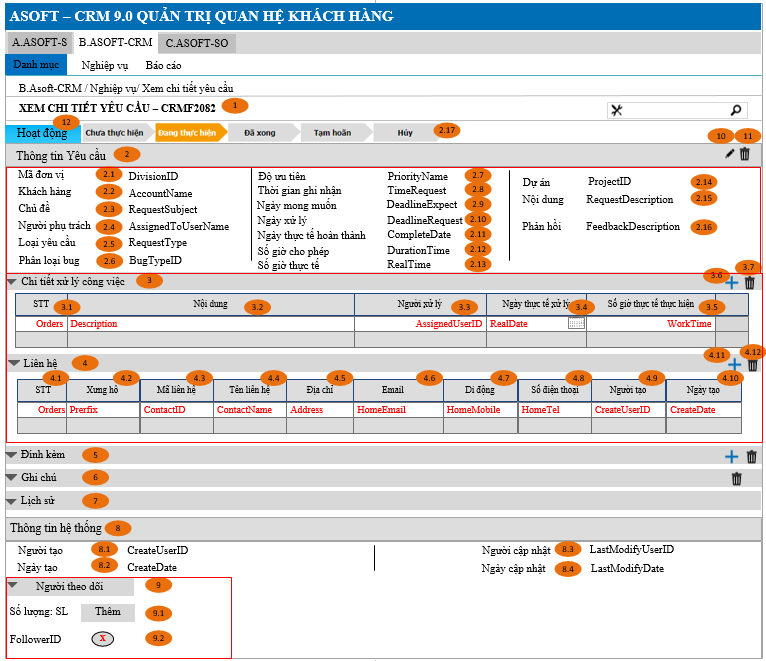 ASOFT – CRM 9.0 QUẢN TRỊ QUAN HỆ KHÁCH HÀNG
A.ASOFT-S B.ASOFT-CRM C.ASOFT-SO
Danh mục Nghiệp vụ Báo cáo
B.Asoft-CRM / Nghiệp vụ/ Xem chi tiết yêu cầu
XEM CHI TIẾT YÊU CẦU – CRMF2082 1
12
Hoạt động Chưa thực hiện Đang thực hiện Đã xong Tạm hoãn Hủy 2.17
10 11
Thông tin Yêu cầu 2
Mã đơn vị 2.1 DivisionID
Khách hàng 2.2 AccountName
Chủ đề 2.3 RequestSubject
Người phụ trách 2.4 AssignedToUserName
Loại yêu cầu 2.5 RequestType
Phân loại bug 2.6 BugTypeID
Độ ưu tiên PriorityName 2.7
Thời gian ghi nhận TimeRequest 2.8
Ngày mong muốn DeadlineExpect 2.9
Ngày xử lý DeadlineRequest 2.10
Ngày thực tế hoàn thành CompleteDate 2.11
Số giờ cho phép DurationTime 2.12
Số giờ thực tế RealTime 2.13
Dự án ProjectID 2.14
Nội dung RequestDescription 2.15
Phản hồi FeedbackDescription 2.16
Chi tiết xử lý công việc 3 3.6 3.7
STT 3.1 Nội dung 3.2 Người xử lý 3.3 Ngày thực tế xử lý 3.4 Số giờ thực tế thực hiện 3.5
Orders Description AssignedUserID RealDate WorkTime
Liên hệ 4 4.11 4.12
4.1 4.2 4.3 4.4 4.5 4.6 4.7 4.8 4.9 4.10
STT Xưng hô Mã liên hệ Tên liên hệ Địa chỉ Email Di động Số điện thoại Người tạo Ngày tạo
Orders Prerfix ContactID ContactName Address HomeEmail HomeMobile HomeTel CreateUserID CreateDate
Đính kèm 5
Ghi chú 6
Lịch sử 7
Thông tin hệ thống 8
Người tạo 8.1 CreateUserID Người cập nhật 8.3 LastModifyUserID
Ngày tạo 8.2 CreateDate Ngày cập nhật 8.4 LastModifyDate
Người theo dõi 9
Số lượng: SL Thêm 9.1
FollowerID X 9.2